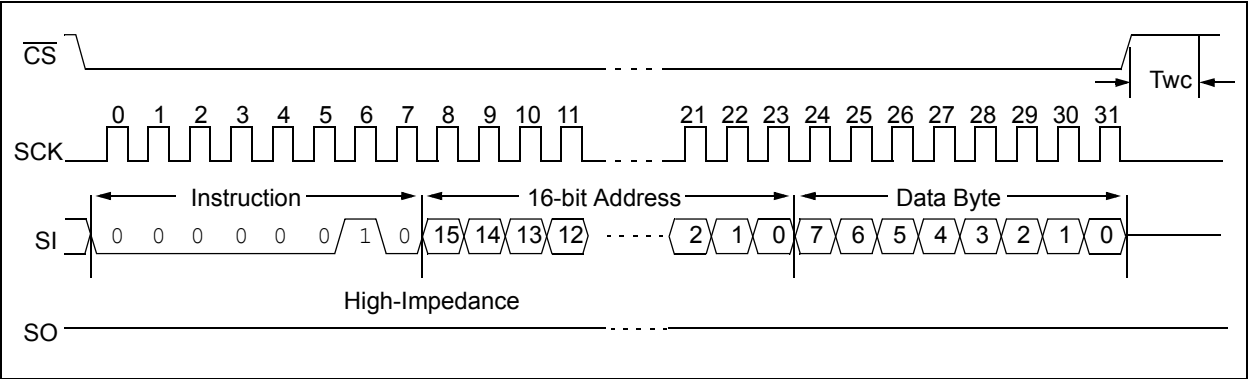 CS
Twc
0 1 2 3 4 5 6 7 8 9 10 11 21 22 23 24 25 26 27 28 29 30 31
SCK
Instruction 16-bit Address Data Byte
SI 0 0 0 0 0 0 1 0 15 14 13 12 2 1 0 7 6 5 4 3 2 1 0
High-Impedance
SO